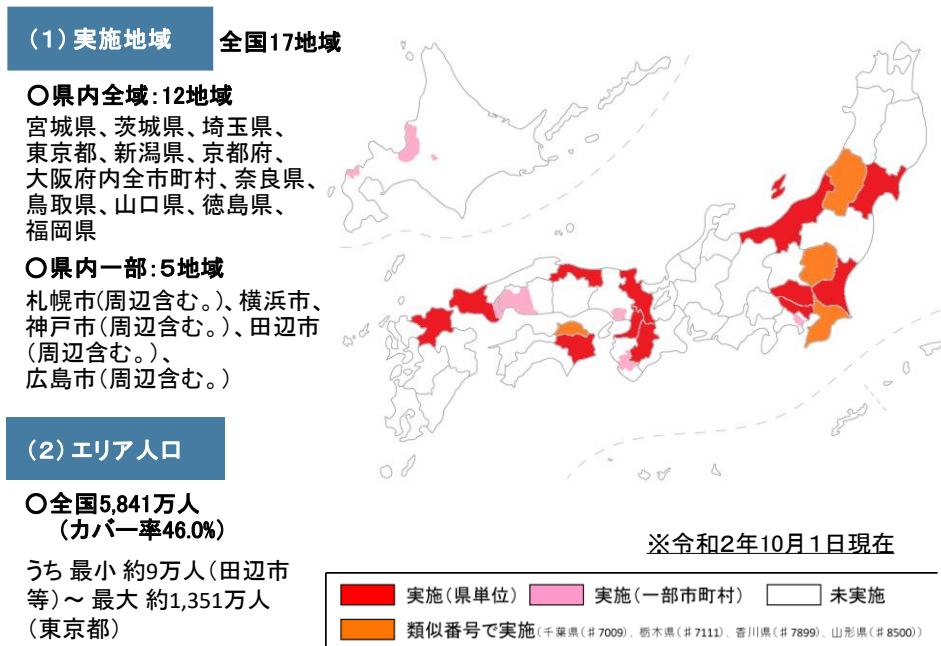 （１）実施地域
全国17地域
〇県内全域：12地域
宮城県、茨城県、埼玉県、
東京都、新潟県、京都府、
大阪府内全市町村、奈良県、
鳥取県、山口県、徳島県、
福岡県
〇県内一部：５地域
札幌市(周辺含む。)、横浜市、
神戸市(周辺含む。)、田辺市
(周辺含む。)、
広島市(周辺含む。)
（２）エリア人口
〇全国5,841万人
（カバー率46.0%）
うち 最小 約9万人（田辺市
等）～ 最大 約1,351万人
（東京都）
※令和２年10月１日現在
実施（県単位） 実施（一部市町村） 未実施
類似番号で実施（千葉県（♯7009）、栃木県（♯7111）、香川県（♯7899）、山形県（♯8500））